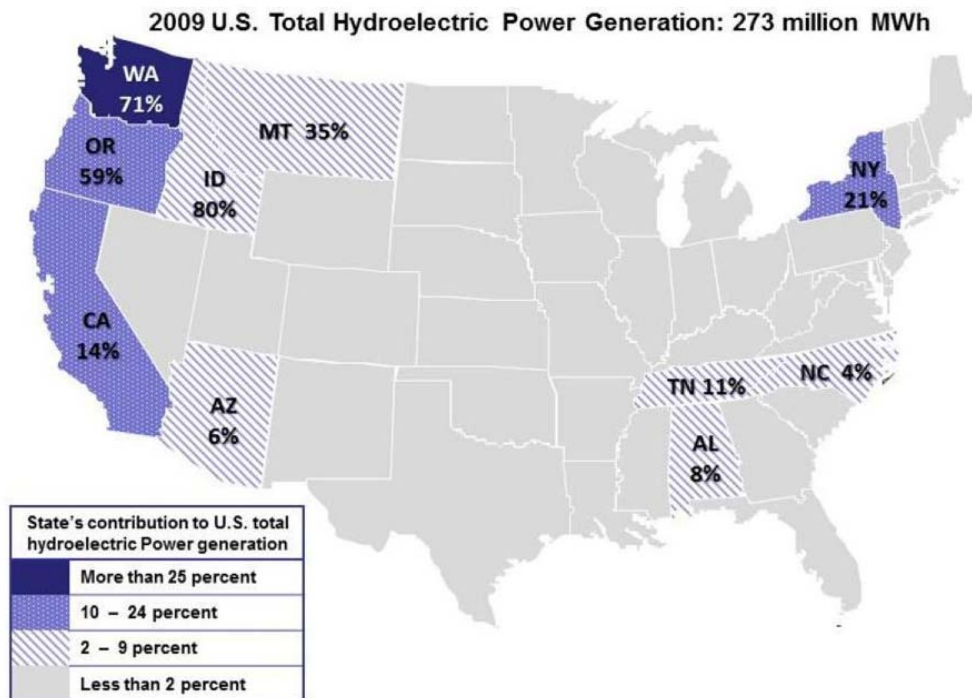 2009 U.S. Total Hydroelectric Power Generation: 273 million MWh
WA
71%
MT 35%
OR
59%
ID
80%
NY
21%
CA
14%
AZ
6%
TN 11%
NC 4%
AL
8%
State's contribution to U.S. total
hydroelectric Power generation
More than 25 percent
10 – 24 percent
2 – 9 percent
Less than 2 percent